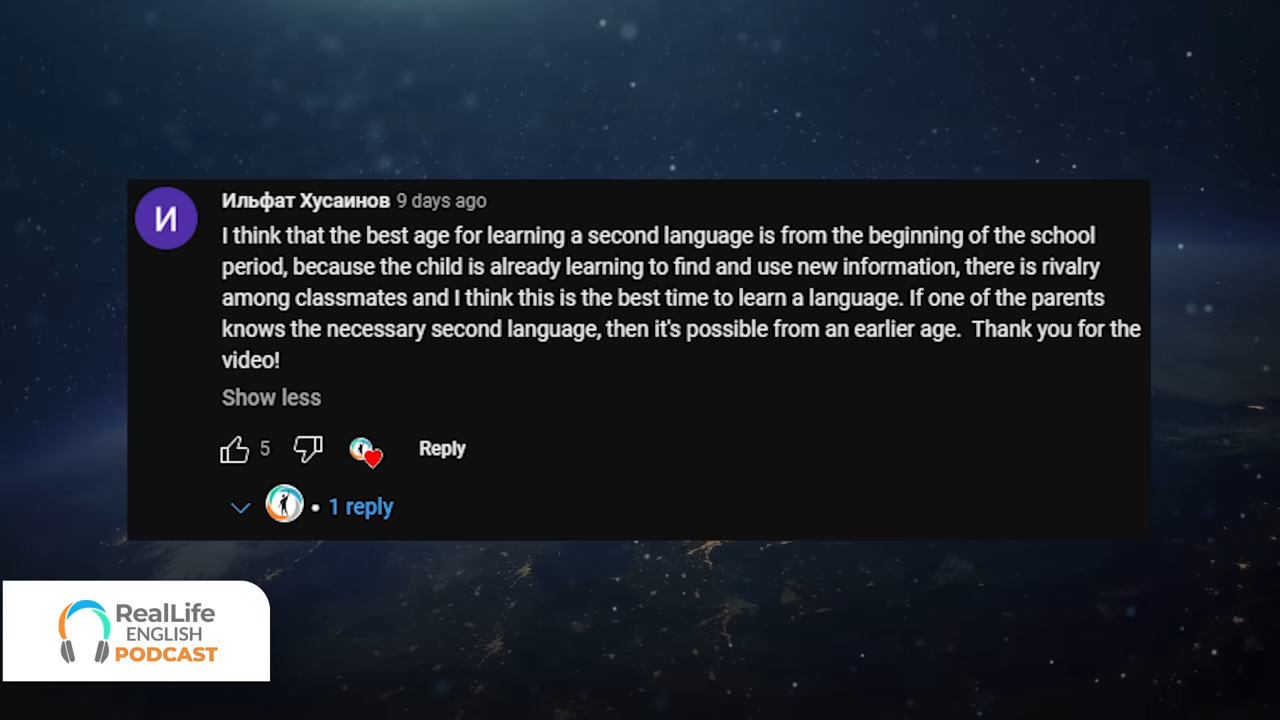 Ильфат Хусаинов 9 days ago
И
I think that the best age for learning a second language is from the beginning of the school
period, because the child is already learning to find and use new information, there is rivalry
among classmates and I think this is the best time to learn a language. If one of the parents
knows the necessary second language, then it's possible from an earlier age. Thank you for the
video!
Show less
5 Reply
• 1 reply
RealLife
ENGLISH
PODCAST